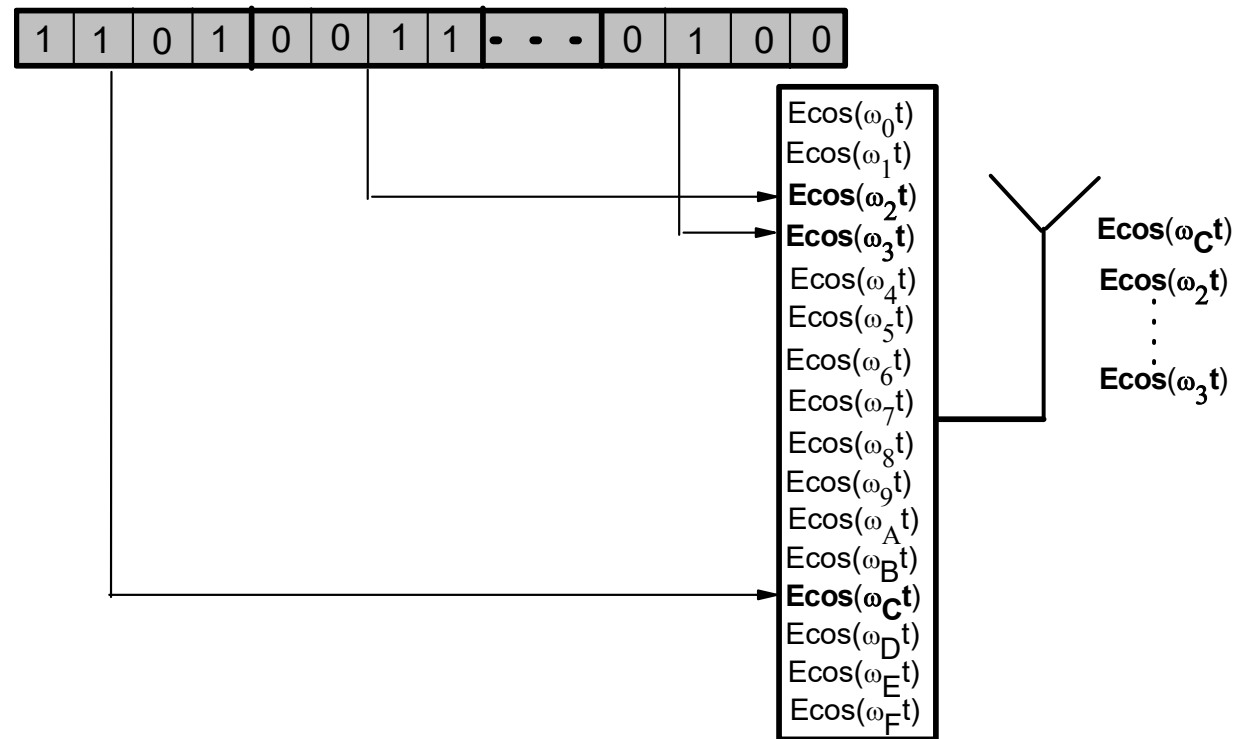 1 1 0 1 0 0 1 1 - - - 0 1 0 0
Ecos(ω0t)
Ecos(ω1t)
Ecos(ω2t)
Ecos(ω3t)
Ecos(ω4t)
Ecos(ω5t)
Ecos(ω6t)
Ecos(ω7t)
Ecos(ω8t)
Ecos(ω9t)
Ecos(ωAt)
Ecos(ωBt)
Ecos(ωCt)
Ecos(ωDt)
Ecos(ωEt)
Ecos(ωFt)
Ecos(ωCt)
Ecos(ω2t)
Ecos(ω3t)